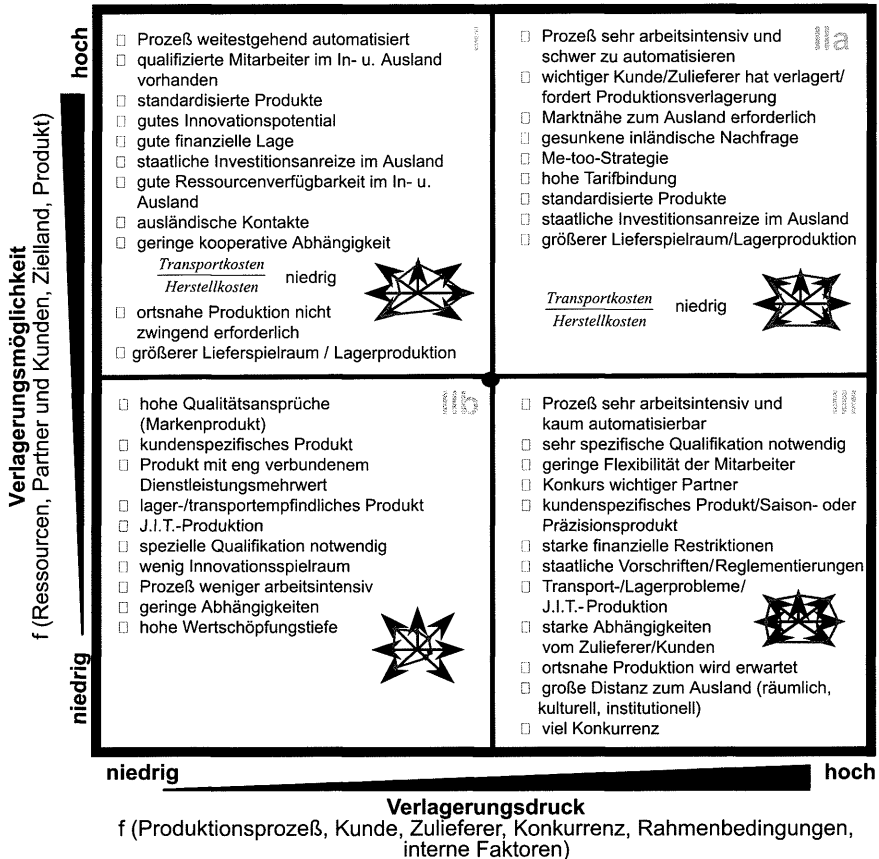 Verlagerungsmöglichkeit
f (Ressourcen, Partner und Kunden, Zielland, Produkt)
hoch
niedrig
Prozeß weitestgehend automatisiert
qualifizierte Mitarbeiter im In- u. Ausland
vorhanden
standardisierte Produkte
gutes Innovationspotential
gute finanzielle Lage
staatliche Investitionsanreize im Ausland
gute Ressourcenverfügbarkeit im In- u.
Ausland
ausländische Kontakte
geringe kooperative Abhängigkeit
Transportkosten
Herstellkosten
niedrig
ortsnahe Produktion nicht
zwingend erforderlich
größerer Lieferspielraum / Lagerproduktion
Prozeß sehr arbeitsintensiv und
schwer zu automatisieren
wichtiger Kunde/Zulieferer hat verlagert/
fordert Produktionsverlagerung
Marktnähe zum Ausland erforderlich
gesunkene inländische Nachfrage
Me-too-Strategie
hohe Tarifbindung
standardisierte Produkte
staatliche Investitionsanreize im Ausland
größerer Lieferspielraum/Lagerproduktion
Transportkosten
Herstellkosten
niedrig
hohe Qualitätsansprüche
(Markenprodukt)
kundenspezifisches Produkt
Produkt mit eng verbundenem
Dienstleistungsmehrwert
lager-/transportempfindliches Produkt
J.I.T.-Produktion
spezielle Qualifikation notwendig
wenig Innovationsspielraum
Prozeß weniger arbeitsintensiv
geringe Abhängigkeiten
hohe Wertschöpfungstiefe
Prozeß sehr arbeitsintensiv und
kaum automatisierbar
sehr spezifische Qualifikation notwendig
geringe Flexibilität der Mitarbeiter
Konkurs wichtiger Partner
kundenspezifisches Produkt/Saison- oder
Präzisionsprodukt
starke finanzielle Restriktionen
staatliche Vorschriften/Reglementierungen
Transport-/Lagerprobleme/
J.I.T.-Produktion
starke Abhängigkeiten
vom Zulieferer/Kunden
ortsnahe Produktion wird erwartet
große Distanz zum Ausland (räumlich,
kulturell, institutionell)
viel Konkurrenz
niedrig
hoch
Verlagerungsdruck
f (Produktionsprozeß, Kunde, Zulieferer, Konkurrenz, Rahmenbedingungen,
interne Faktoren)